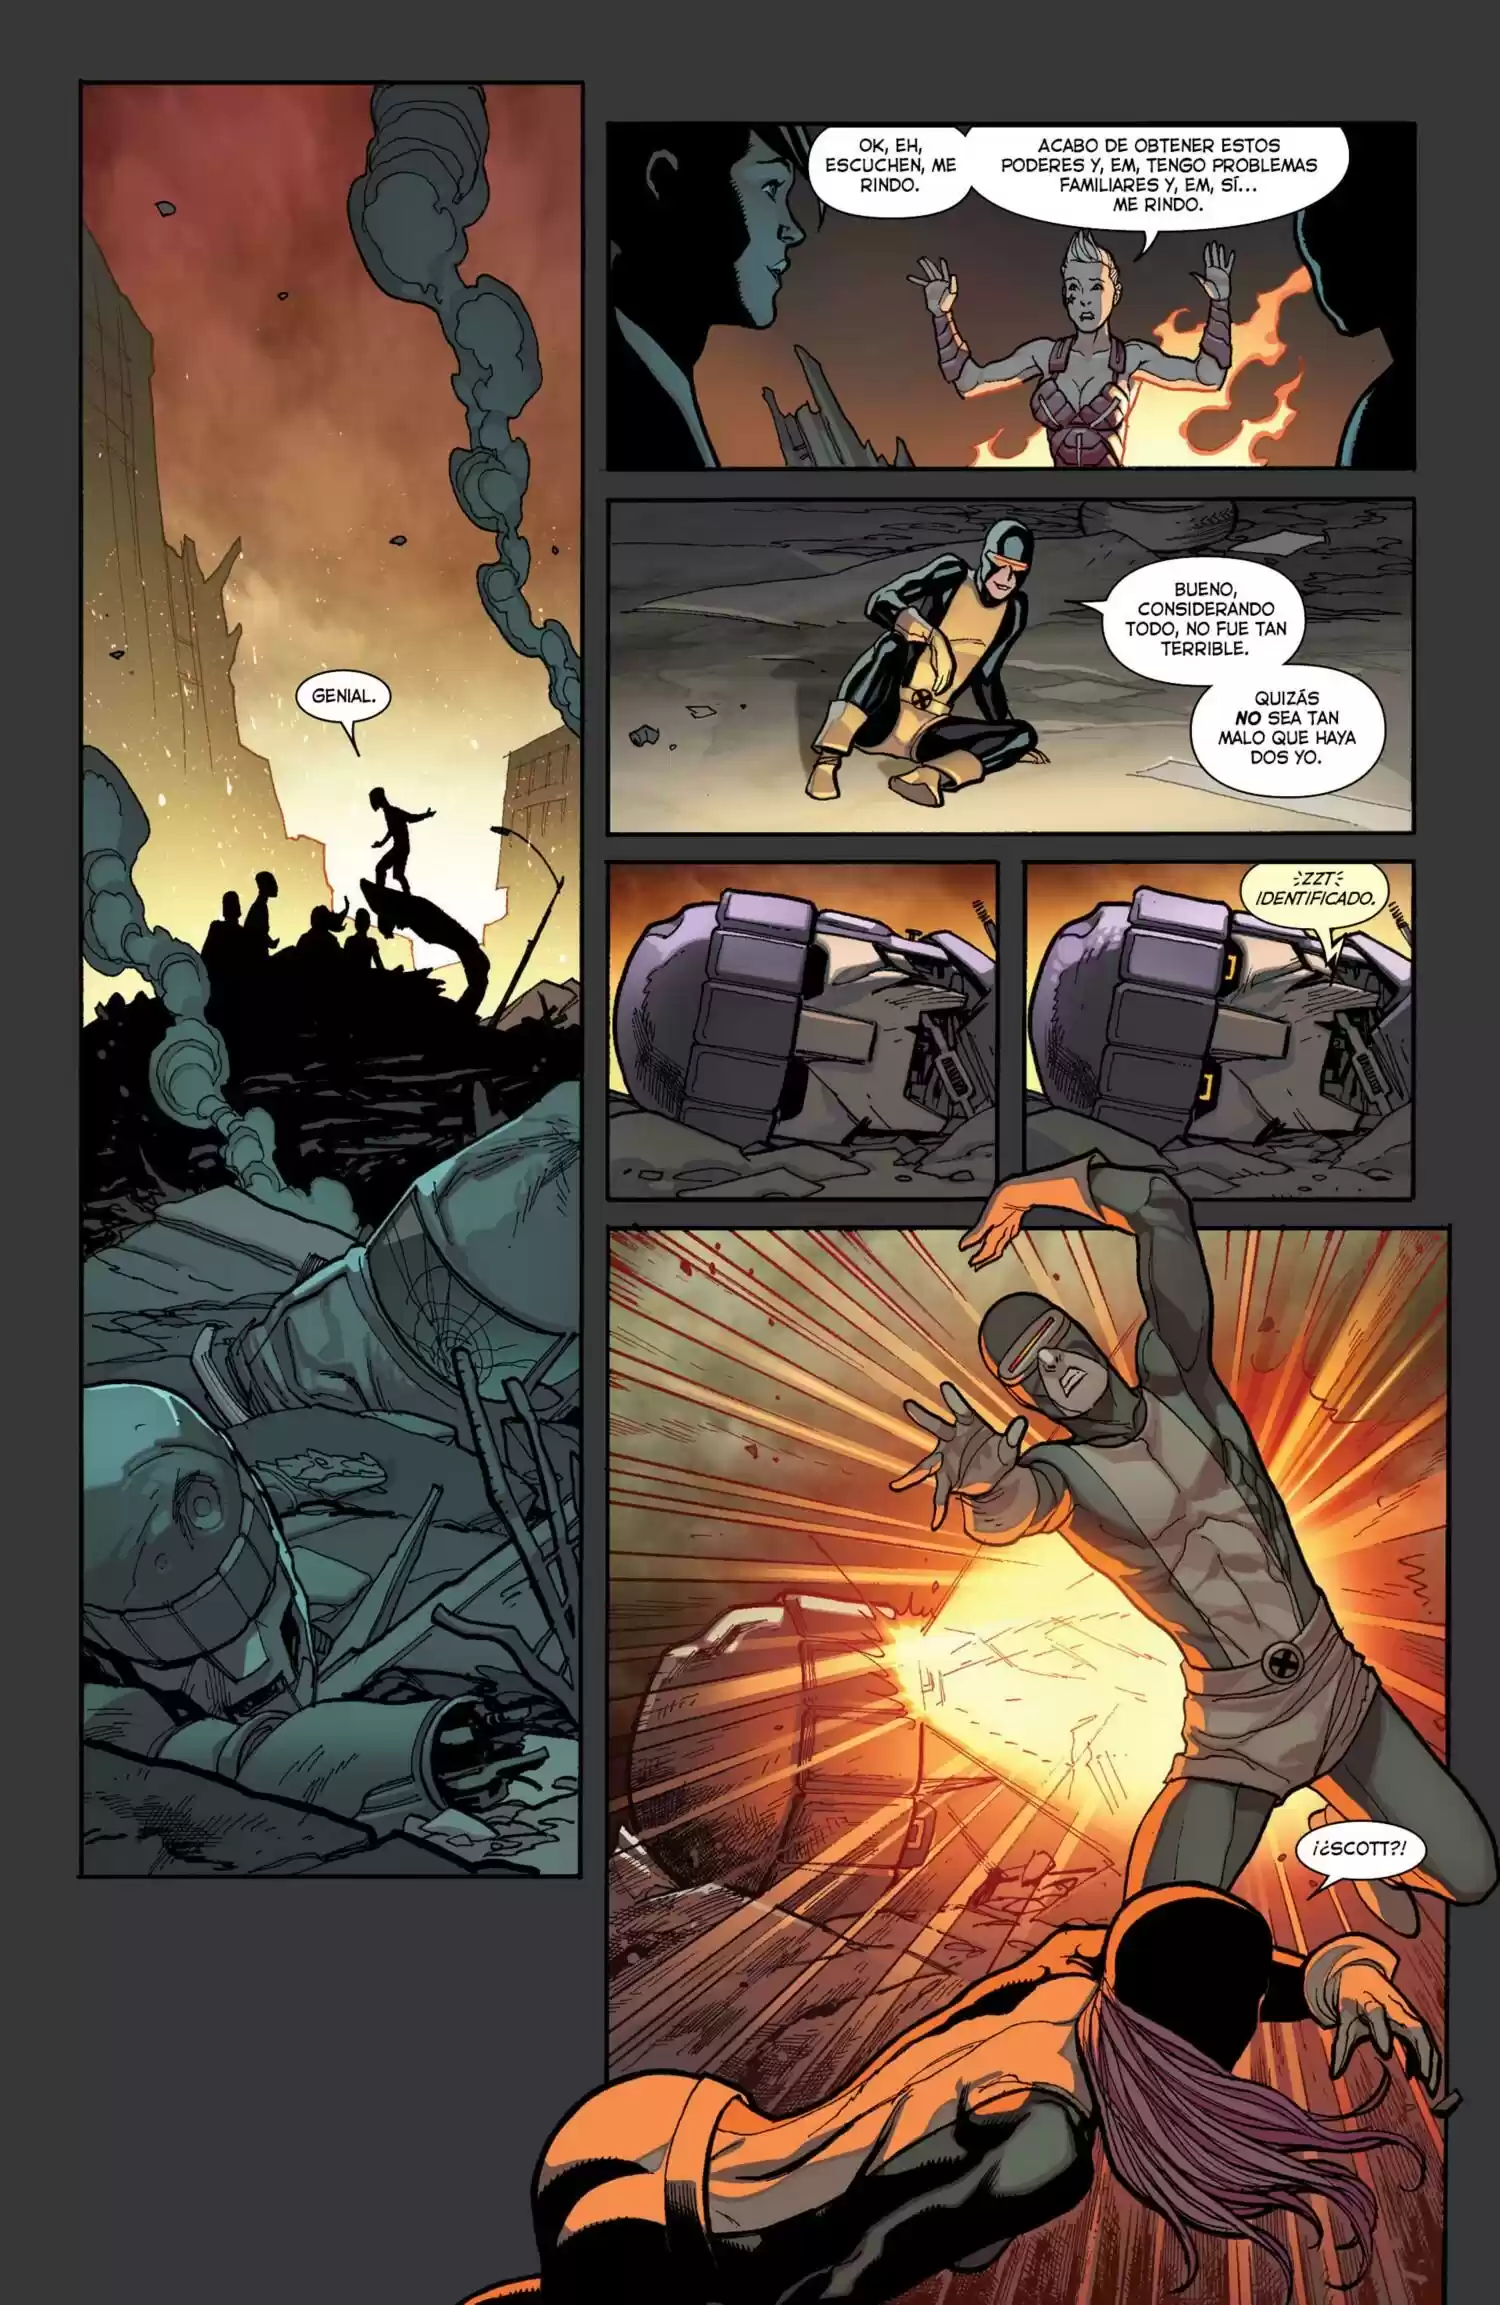 GENIAL.
OK, EH,
ESCUCHEN, ME
RINDO.
ACABO DE OBTENER ESTOS
PODERES Y, EM, TENGO PROBLEMAS
FAMILIARES Y, EM, SÍ...
ME RINDO.
BUENO,
CONSIDERANDO
TODO, NO FUE TAN
TERRIBLE.
QUIZÁS
NO SEA TAN
MALO QUE HAYA
DOS YO.
ZZT
IDENTIFICADO.
¡¿SCOTT?!